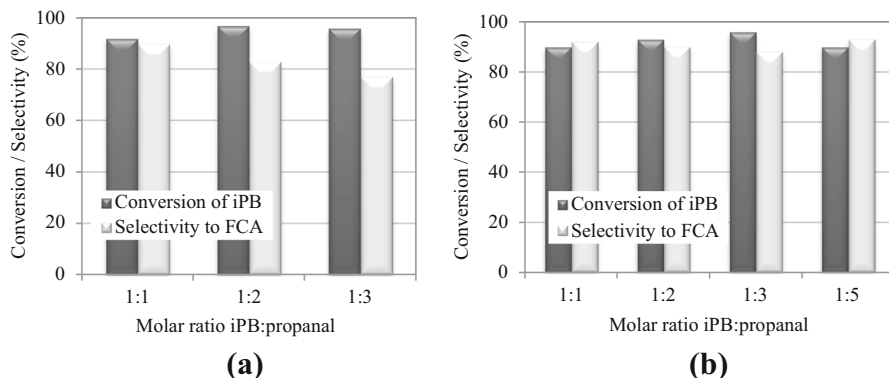 Conversion / Selectivity (%)
100
80
60
40
20
0
Conversion of iPB
Selectivity to FCA
1:1 1:2 1:3
Molar ratio iPB:propanal
(a)
Conversion / Selectivity (%)
100
80
60
40
20
0
Conversion of iPB
Selectivity to FCA
1:1 1:2 1:3 1:5
Molar ratio iPB:propanal
(b)